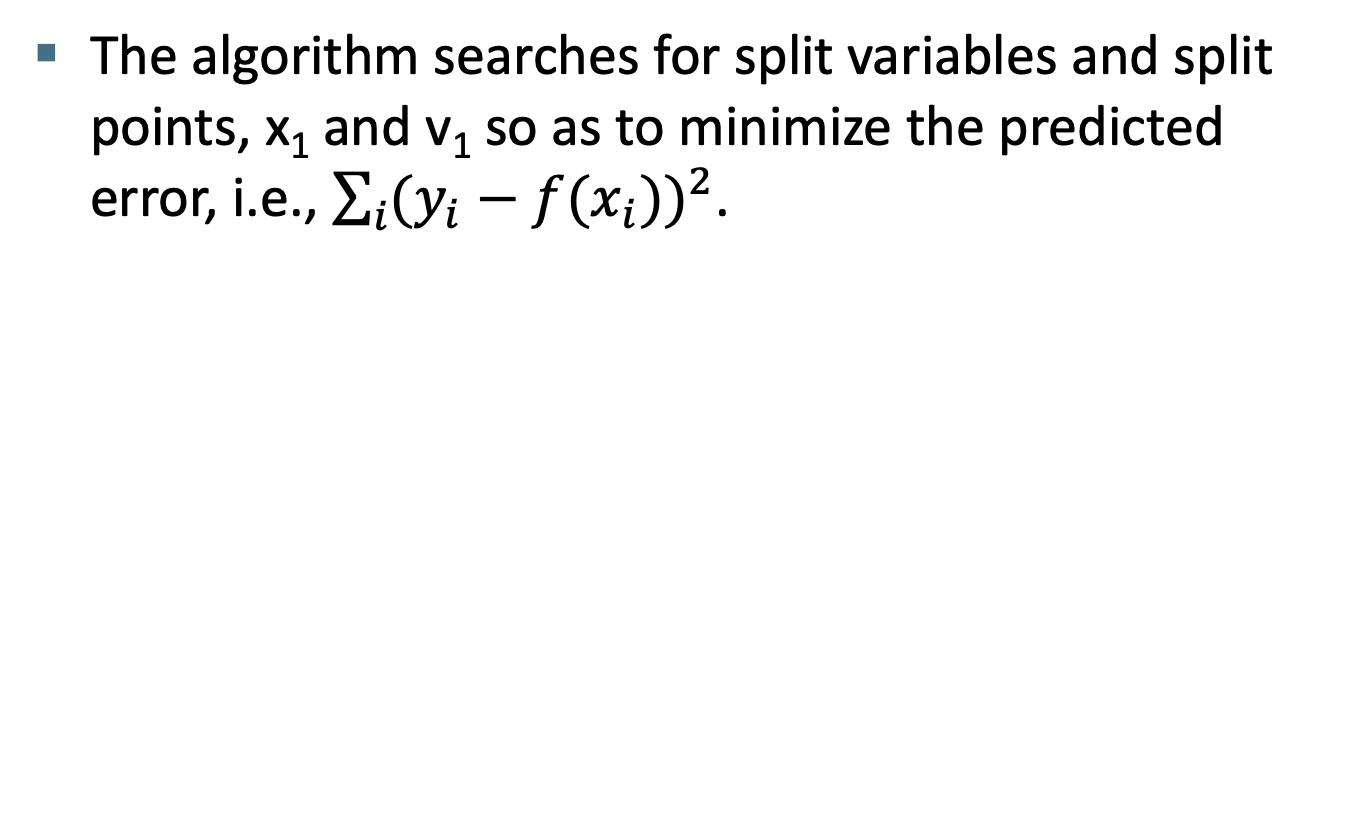 ▪ The algorithm searches for split variables and split
points, x₁ and v₁ so as to minimize the predicted
error, i.e., ∑ᵢ(yᵢ − f(xᵢ))².